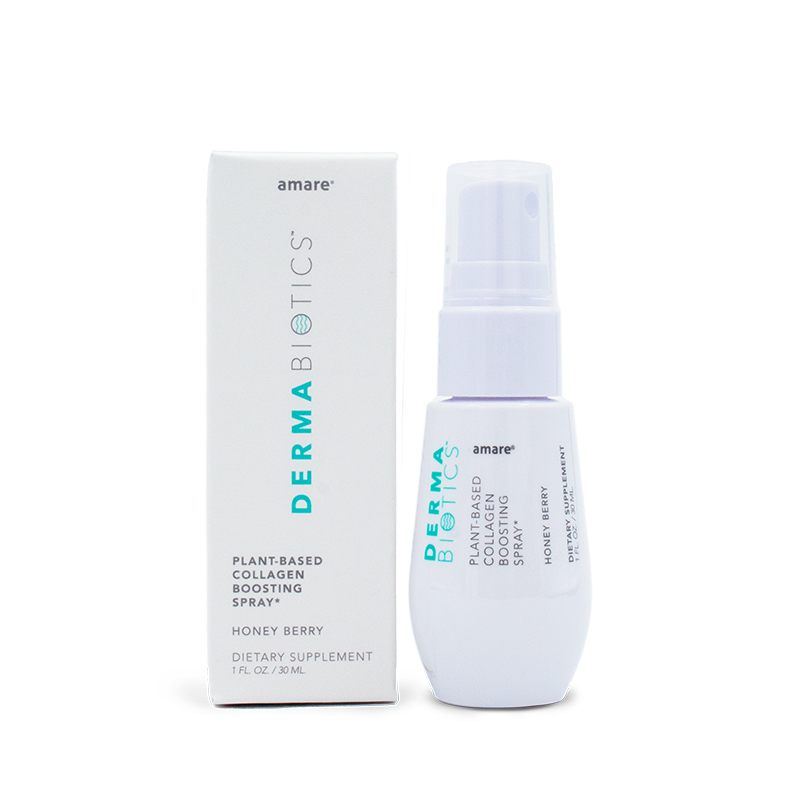 amare®
DERMABIOTICS™
PLANT-BASED
COLLAGEN
BOOSTING
SPRAY*
HONEY BERRY
DIETARY SUPPLEMENT
1 FL. OZ. / 30 ML.
amare®
DERMA
BIOTICS™
PLANT-BASED
COLLAGEN
BOOSTING
SPRAY*
HONEY BERRY
DIETARY SUPPLEMENT
1 FL. OZ. / 30 ML.